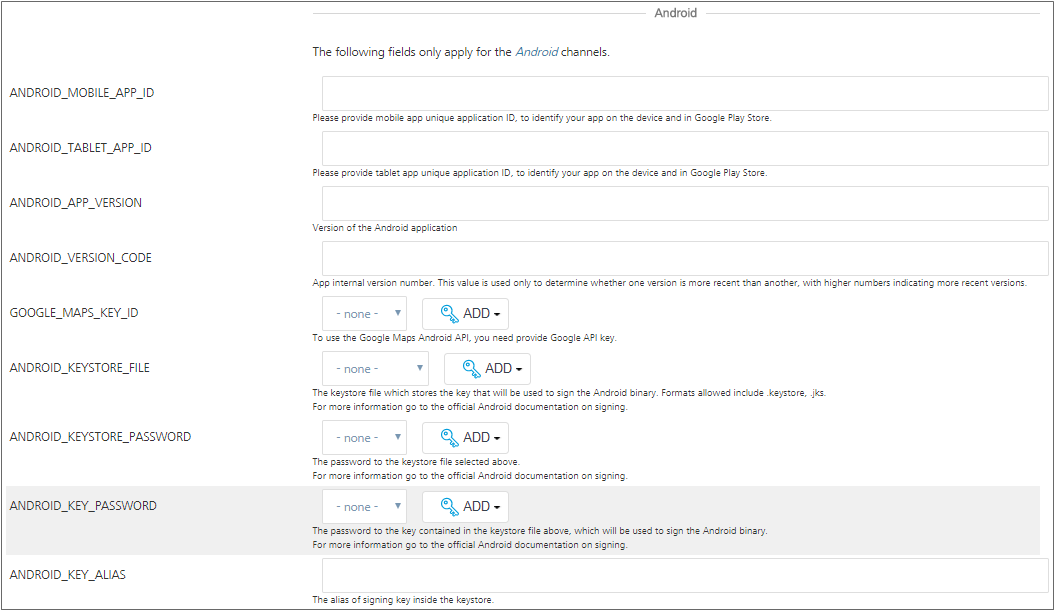 Android
The following fields only apply for the Android channels.
ANDROID_MOBILE_APP_ID
Please provide mobile app unique application ID, to identify your app on the device and in Google Play Store.
ANDROID_TABLET_APP_ID
Please provide tablet app unique application ID, to identify your app on the device and in Google Play Store.
ANDROID_APP_VERSION
Version of the Android application
ANDROID_VERSION_CODE
App internal version number. This value is used only to determine whether one version is more recent than another, with higher numbers indicating more recent versions.
GOOGLE_MAPS_KEY_ID - none - ADD
To use the Google Maps Android API, you need provide Google API key.
ANDROID_KEYSTORE_FILE - none - ADD
The keystore file which stores the key that will be used to sign the Android binary. Formats allowed include .keystore, .jks.
For more information go to the official Android documentation on signing.
ANDROID_KEYSTORE_PASSWORD - none - ADD
The password to the keystore file selected above.
For more information go to the official Android documentation on signing.
ANDROID_KEY_PASSWORD - none - ADD
The password to the key contained in the keystore file above, which will be used to sign the Android binary.
For more information go to the official Android documentation on signing.
ANDROID_KEY_ALIAS
The alias of signing key inside the keystore.